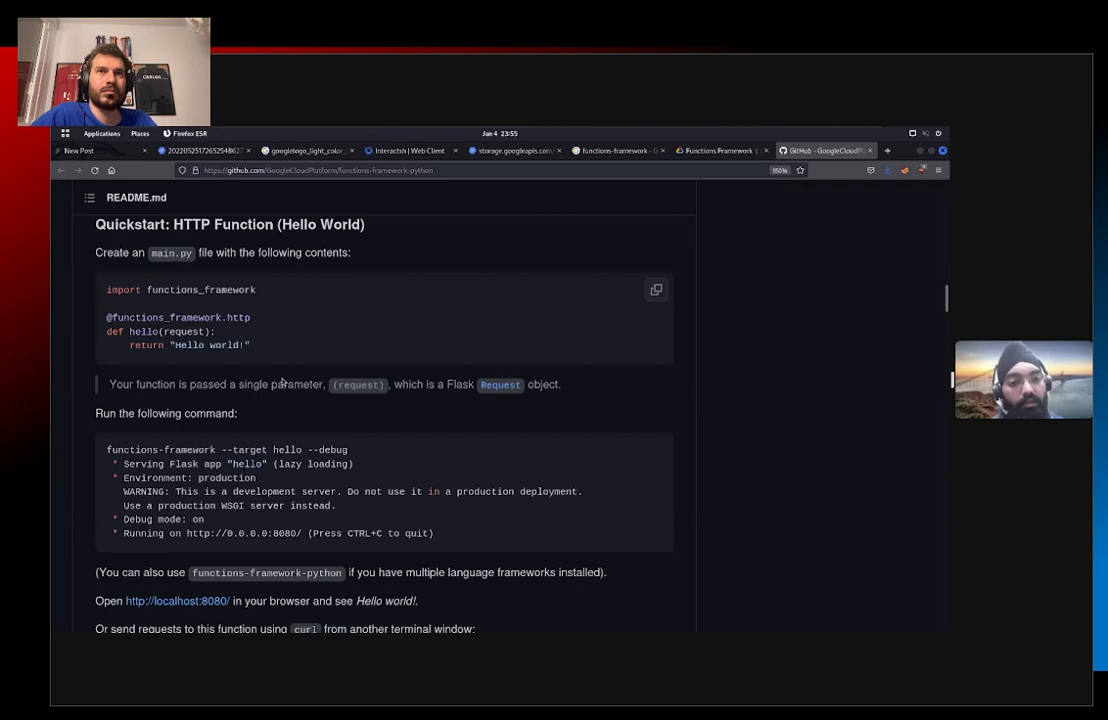 CARLOS
Applications Places Firefox ESR Jan 4 23:55
New Post 20220525172652548627 googlelogo_light_color_ Interactsh | Web Client storage.googleapis.com/ functions-framework - Functions Framework | GitHub - GoogleCloudPlatf
https://github.com/GoogleCloudPlatform/functions-framework-python 150%
README.md
Quickstart: HTTP Function (Hello World)
Create an main.py file with the following contents:
import functions_framework
@functions_framework.http
def hello(request):
return "Hello world!"
Your function is passed a single parameter, (request), which is a Flask Request object.
Run the following command:
functions-framework --target hello --debug
* Serving Flask app "hello" (lazy loading)
* Environment: production
WARNING: This is a development server. Do not use it in a production deployment.
Use a production WSGI server instead.
* Debug mode: on
* Running on http://0.0.0.0:8080/ (Press CTRL+C to quit)
(You can also use functions-framework-python if you have multiple language frameworks installed).
Open http://localhost:8080/ in your browser and see Hello world!.
Or send requests to this function using curl from another terminal window: